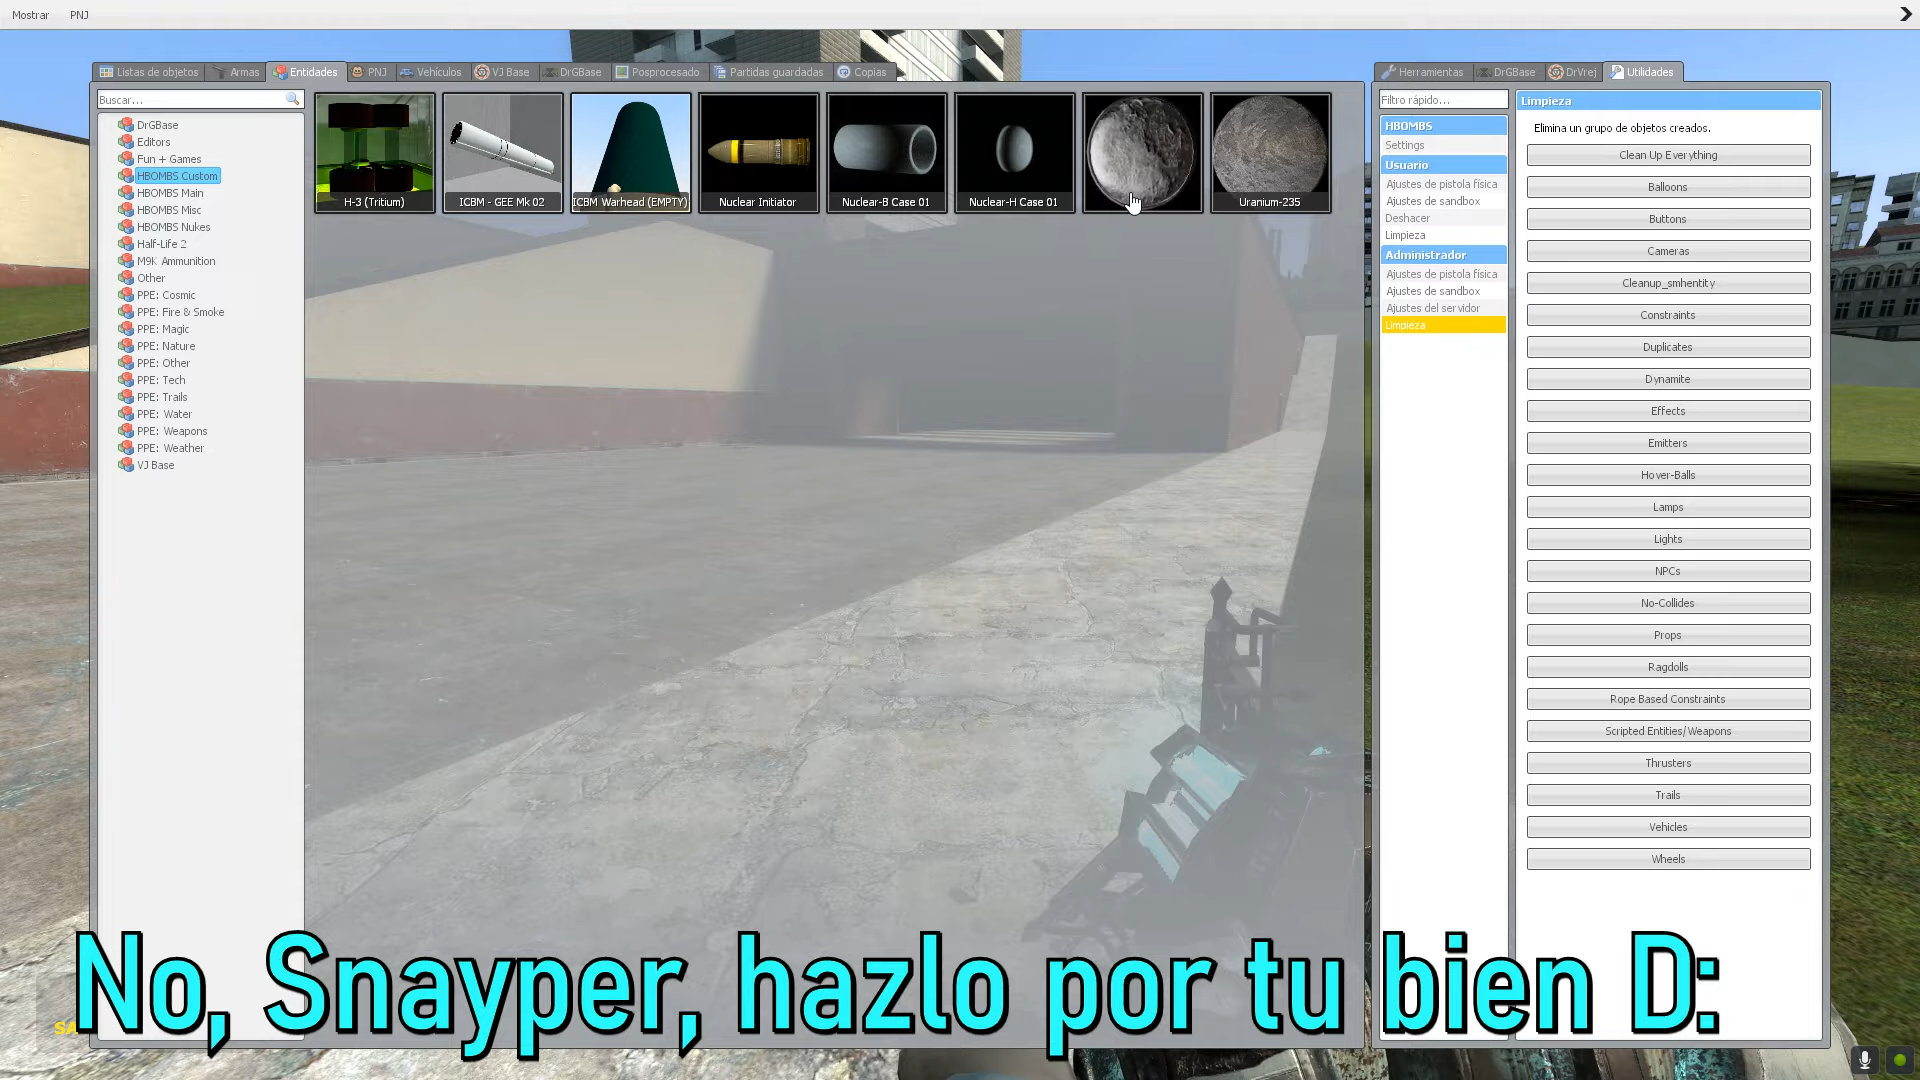 Mostrar PNJ
Listas de objetos Armas Entidades PNJ Vehículos VJ Base DrGBase Posprocesado Partidas guardadas Copias
Buscar...
DrGBase
Editors
Fun + Games
HBOMBS Custom
HBOMBS Main
HBOMBS Misc
HBOMBS Nukes
Half-Life 2
M9K Ammunition
Other
PPE: Cosmic
PPE: Fire & Smoke
PPE: Magic
PPE: Nature
PPE: Other
PPE: Tech
PPE: Trails
PPE: Water
PPE: Weapons
PPE: Weather
VJ Base
H-3 (Tritium) ICBM - GEE Mk 02 ICBM Warhead (EMPTY) Nuclear Initiator Nuclear-B Case 01 Nuclear-H Case 01 Uranium-235
Herramientas DrGBase DrVrej Utilidades
Filtro rápido...
HBOMBS
Settings
Usuario
Ajustes de pistola física
Ajustes de sandbox
Deshacer
Limpieza
Administrador
Ajustes de pistola física
Ajustes de sandbox
Ajustes del servidor
Limpieza
Limpieza
Elimina un grupo de objetos creados.
Clean Up Everything
Balloons
Buttons
Cameras
Cleanup_smhentity
Constraints
Duplicates
Dynamite
Effects
Emitters
Hover-Balls
Lamps
Lights
NPCs
No-Collides
Props
Ragdolls
Rope Based Constraints
Scripted Entities/Weapons
Thrusters
Trails
Vehicles
Wheels
No, Snayper, hazlo por tu bien D: